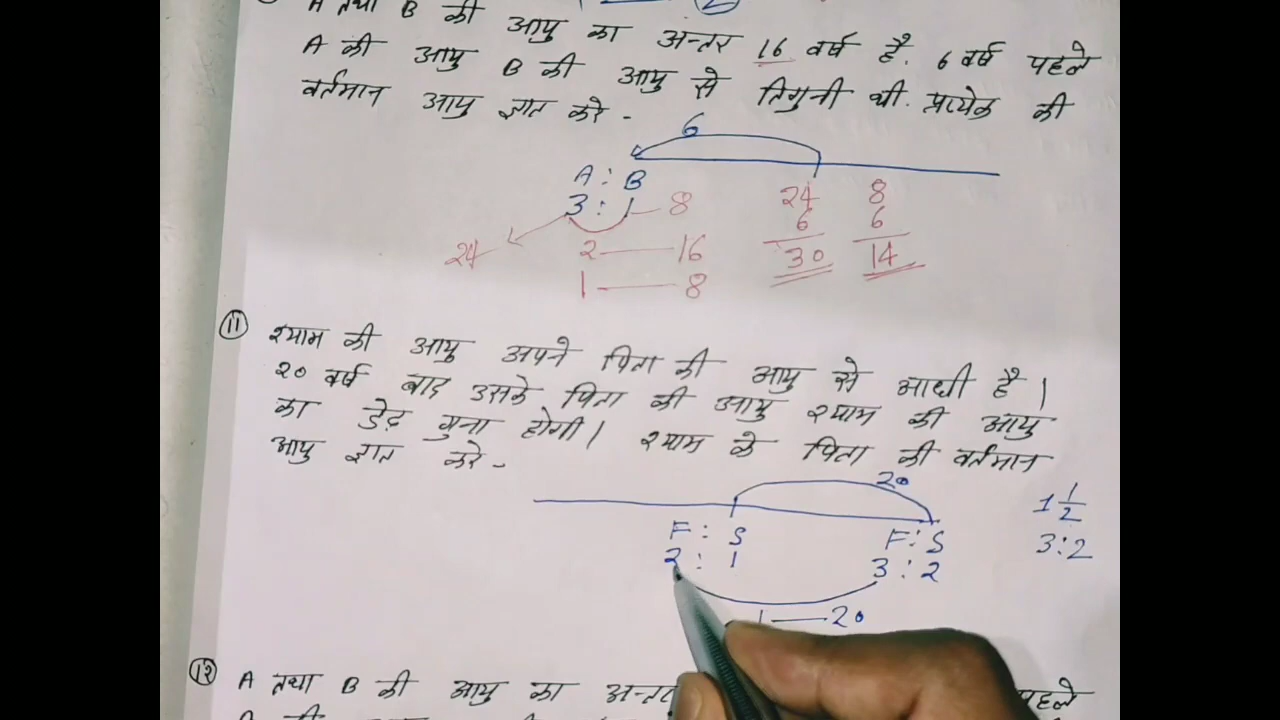 A तथा B की आयु का अन्तर 16 वर्ष है. 6 वर्ष पहले
A की आयु B की आयु से तिगुनी थी. प्रत्येक की
वर्तमान आयु ज्ञात करे -
6
A : B
3 : 1 — 8
24
2 — 16
1 — 8
24 8
6 6
30 14
11 श्याम की आयु अपने पिता की आयु से आधी है।
20 वर्ष बाद उसके पिता की आयु श्याम की आयु
का डेढ़ गुना होगी। श्याम के पिता की वर्तमान
आयु ज्ञात करे -
20
F : S F : S
2 : 1 3 : 2
1 — 20
1 1/2
3 : 2
12 A तथा B की आयु का पहले